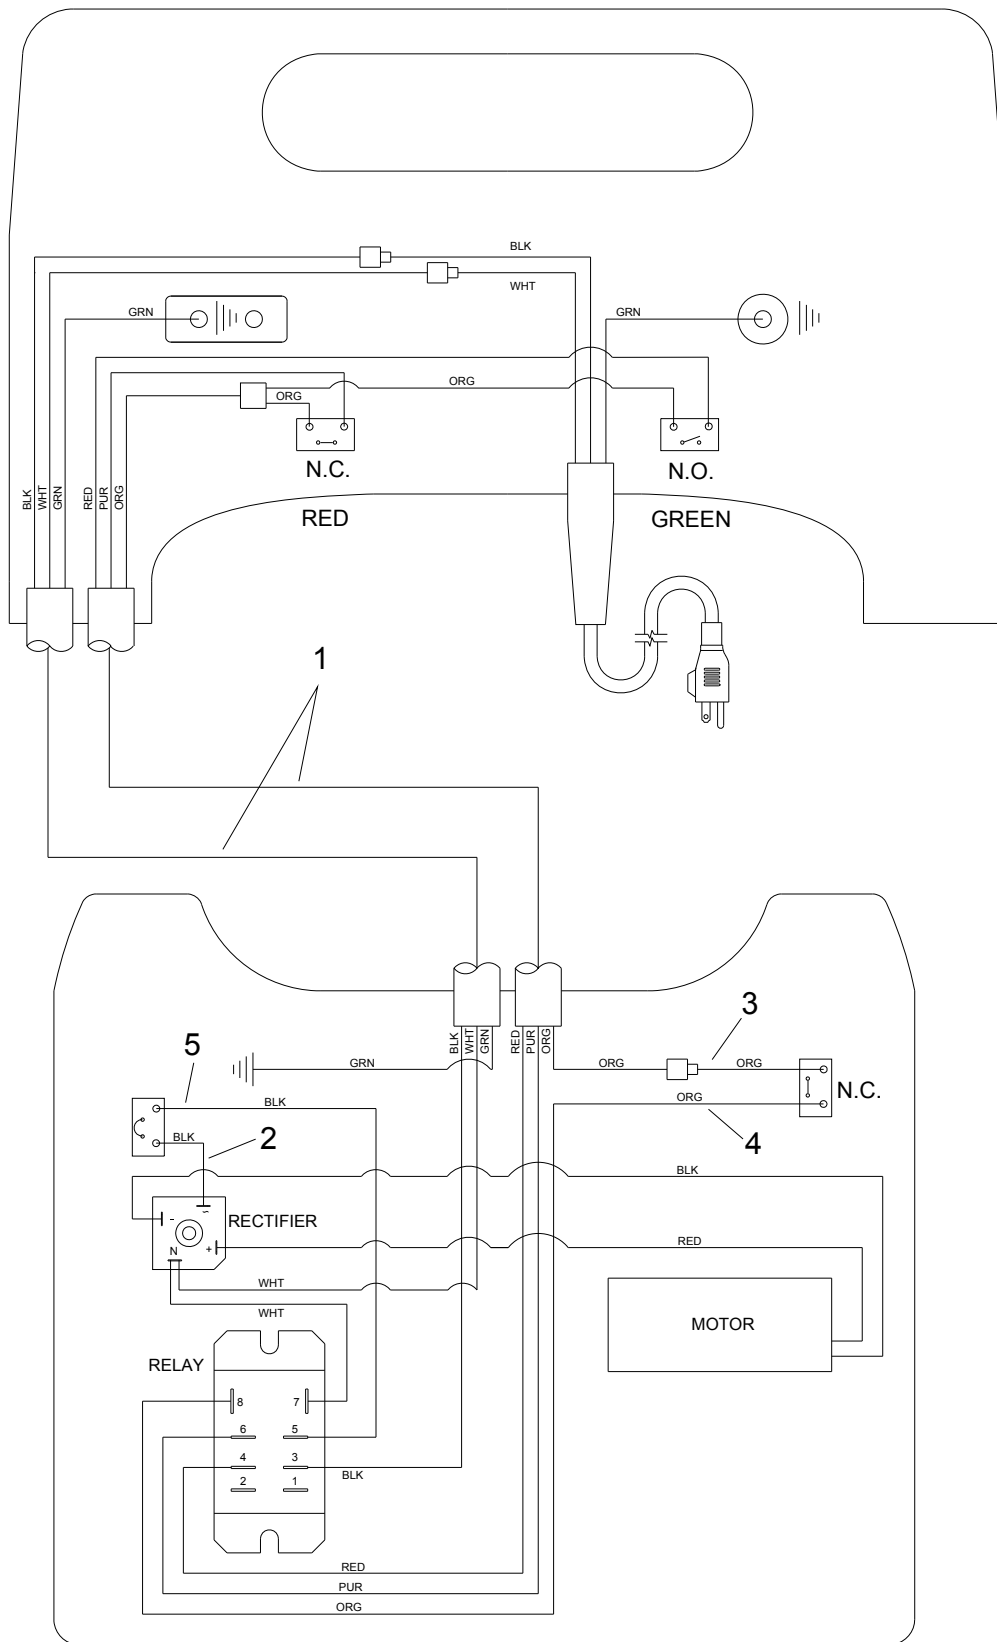 BLK
WHT
GRN
GRN
ORG
ORG
N.C.
N.O.
BLK
WHT
GRN
RED
PUR
ORG
RED
GREEN
1
BLK
WHT
GRN
RED
PUR
ORG
3
5
GRN
ORG
ORG
N.C.
BLK
ORG
BLK
2
4
BLK
-
~
RECTIFIER
N
+
RED
WHT
WHT
MOTOR
RELAY
8
7
6
5
4
3
BLK
2
1
RED
PUR
ORG